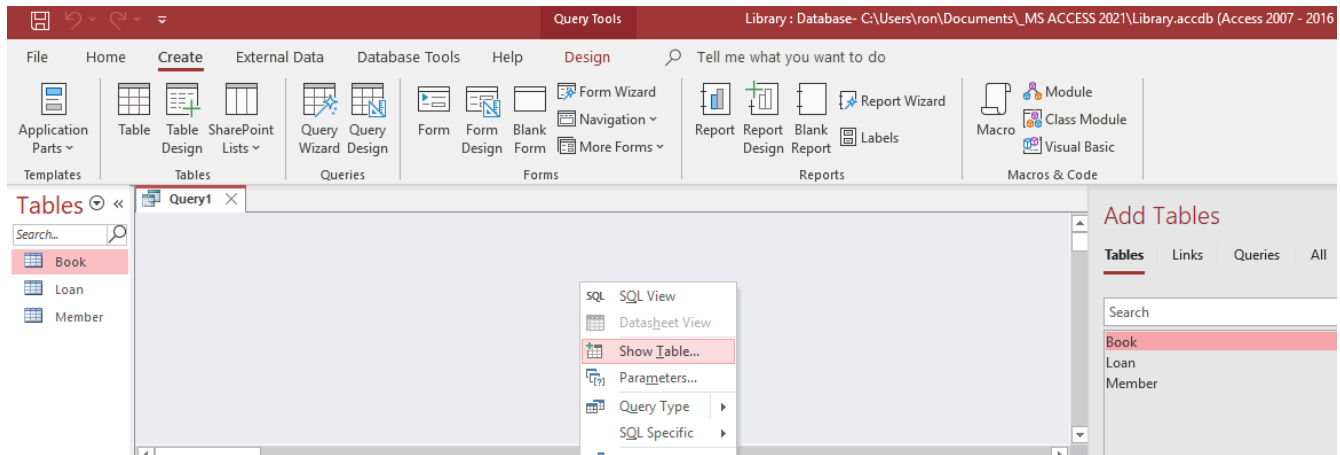 Query Tools
Library : Database- C:\Users\ron\Documents\_MS ACCESS 2021\Library.accdb (Access 2007 - 2016
File Home Create External Data Database Tools Help Design Tell me what you want to do
Application Parts
Templates
Table
Table Design
SharePoint Lists
Tables
Query Wizard
Query Design
Queries
Form
Form Design
Blank Form
Form Wizard
Navigation
More Forms
Forms
Report
Report Design
Blank Report
Report Wizard
Labels
Reports
Macro
Module
Class Module
Visual Basic
Macros & Code
Tables
Search...
Book
Loan
Member
Query1
SQL SQL View
Datasheet View
Show Table...
Parameters...
Query Type
SQL Specific
Add Tables
Tables Links Queries All
Search
Book
Loan
Member